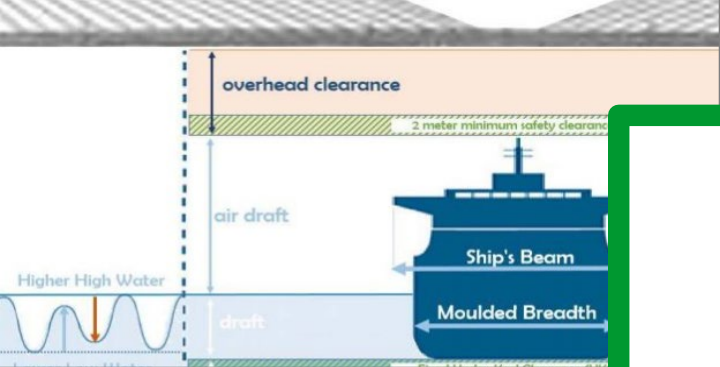 overhead clearance
2 meter minimum safety clearanc
air draft
Ship's Beam
Higher High Water
Moulded Breadth
draft